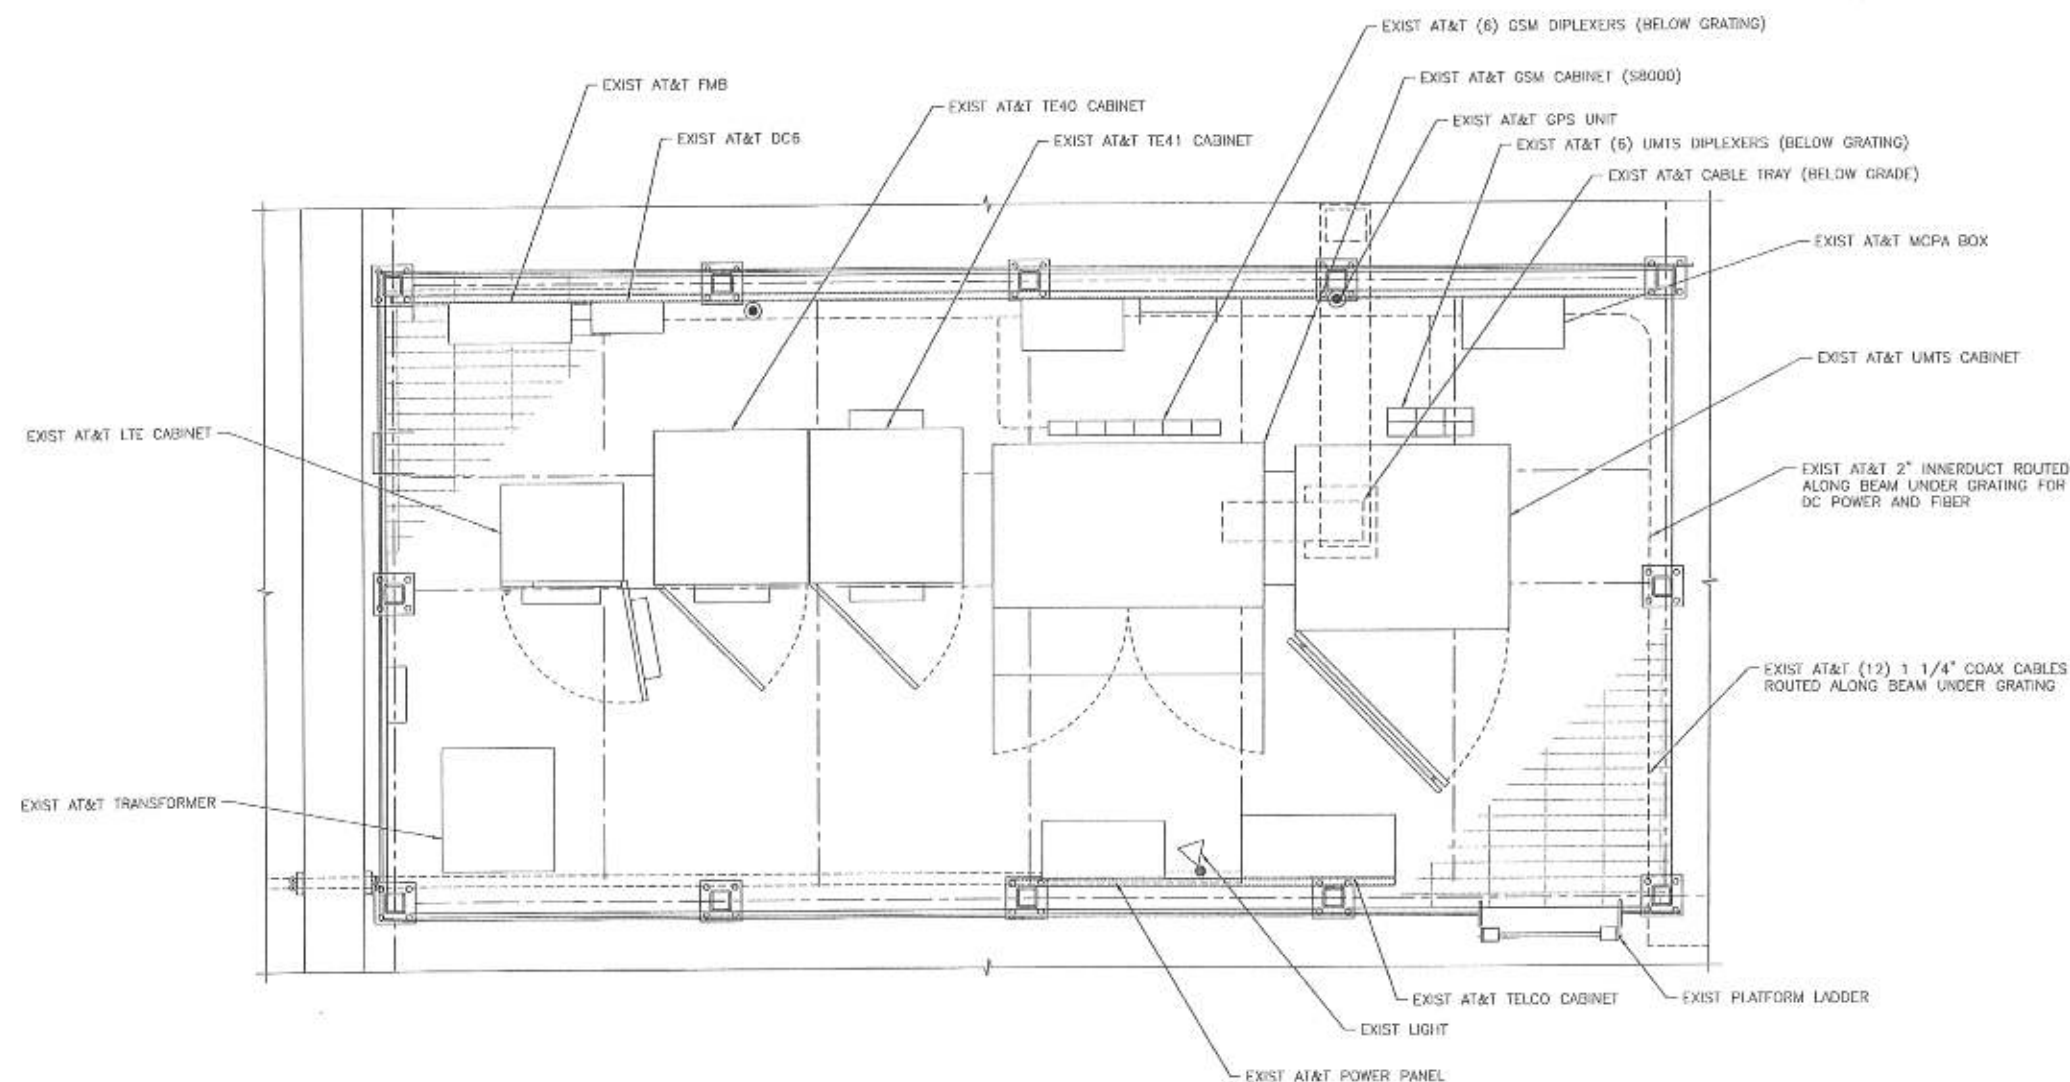 EXIST AT&T (6) GSM DIPLEXERS (BELOW GRATING)
EXIST AT&T GSM CABINET (S8000)
EXIST AT&T FMB
EXIST AT&T TE40 CABINET
EXIST AT&T GPS UNIT
EXIST AT&T DC6
EXIST AT&T TE41 CABINET
EXIST AT&T (6) UMTS DIPLEXERS (BELOW GRATING)
EXIST AT&T CABLE TRAY (BELOW GRADE)
EXIST AT&T MCPA BOX
EXIST AT&T UMTS CABINET
EXIST AT&T LTE CABINET
EXIST AT&T 2" INNERDUCT ROUTED
ALONG BEAM UNDER GRATING FOR
DC POWER AND FIBER
EXIST AT&T (12) 1 1/4" COAX CABLES
ROUTED ALONG BEAM UNDER GRATING
EXIST AT&T TRANSFORMER
EXIST AT&T TELCO CABINET
EXIST PLATFORM LADDER
EXIST LIGHT
EXIST AT&T POWER PANEL